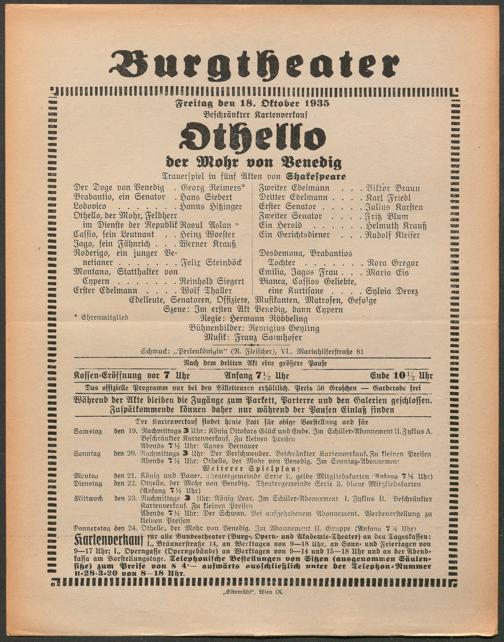 Burgtheater
Freitag den 18. Oktober 1935
Beschränkter Kartenverkauf
Othello
der Mohr von Venedig
Trauerspiel in fünf Akten von Shakespeare
Der Doge von Venedig . Georg Reimers*
Brabantio, ein Senator . Hans Siebert
Lodovico . . . . . . . Hanns Hitzinger
Othello, der Mohr, Feldherr
im Dienste der Republik Raoul Aslan *
Cassio, sein Leutnant . . Heinz Woester
Jago, sein Fähnrich . . . Werner Krauß
Roderigo, ein junger Ve-
netianer . . . . . . . Felix Steinböck
Montano, Statthalter von
Cypern . . . . . . . Reinhold Siegert
Erster Edelmann . . . . Wolf Thaller
Zweiter Edelmann . . . . Viktor Braun
Dritter Edelmann . . . . Karl Friedl
Erster Senator . . . . . Julius Karsten
Zweiter Senator . . . . Fritz Blum
Ein Herold . . . . . . Helmuth Krauß
Ein Gerichtsdiener . . . Rudolf Kleiser
Desdemona, Brabantios
Tochter . . . . . . . Nora Gregor
Emilia, Jagos Frau . . . Maria Eis
Bianca, Cassios Geliebte,
eine Kurtisane . . . . Sylvia Devez
Edelleute, Senatoren, Offiziere, Musikanten, Matrosen, Gefolge
Szene: Im ersten Akt Venedig, dann Cypern
* Ehrenmitglied
Regie: Hermann Röbbeling
Bühnenbilder: Remigius Geyling
Musik: Franz Salmhofer
Schmuck: „Perlenkönigin" (R. Fleischer), VI., Mariahilferstraße 81
Nach dem dritten Akt eine größere Pause
Kassen-Eröffnung vor 7 Uhr Anfang 7½ Uhr Ende 10½ Uhr
Das offizielle Programm nur bei den Billetteuren erhältlich. Preis 50 Groschen — Garderobe frei
Während der Akte bleiben die Zugänge zum Parkett, Parterre und den Galerien geschlossen.
Zuspätkommende können daher nur während der Pausen Einlaß finden
Der Kartenverkauf findet heute statt für obige Vorstellung und für
Samstag den 19. Nachmittags 3 Uhr: König Ottokars Glück und Ende. Im Schüler-Abonnement II. Zyklus A.
Beschränkter Kartenverkauf. Zu kleinen Preisen
Abends 7½ Uhr: Agnes Bernauer
Sonntag den 20. Nachmittags 3 Uhr: Der Verschwender. Beschränkter Kartenverkauf. Zu kleinen Preisen
Abends 7½ Uhr: Othello, der Mohr von Venedig. Im Sonntag-Abonnement
Weiterer Spielplan:
Montag den 21. König und Bauer. Theatergemeinde Serie E, gelbe Mitgliedskarten (Anfang 7½ Uhr)
Dienstag den 22. Othello, der Mohr von Venedig. Theatergemeinde Serie B, blaue Mitgliedskarten
(Anfang 7½ Uhr)
Mittwoch den 23. Nachmittags 3 Uhr: König Lear. Im Schüler-Abonnement I. Zyklus B. Beschränkter
Kartenverkauf. Zu kleinen Preisen
Abends 7½ Uhr: Der Schwan. Bei aufgehobenem Abonnement. Werbevorstellung zu
kleinen Preisen
Donnerstag den 24. Othello, der Mohr von Venedig. Im Abonnement II. Gruppe (Anfang 7½ Uhr)
Kartenverkauf für alle Bundestheater (Burg-, Opern- und Akademie-Theater) an den Tageskassen:
I., Bräunerstraße 14, an Werktagen von 9—18 Uhr, an Sonn- und Feiertagen von
9—17 Uhr; I., Operngasse (Operngebäude) an Werktagen von 9—14 und 15—18 Uhr und an der Abend-
kassa am Vorstellungstage. Telephonische Bestellungen von Sitzen (ausgenommen Säulen-
sitze) zum Preise von S 4·— aufwärts ausschließlich unter der Telephon-Nummer
R-28-3-20 von 8—18 Uhr.
„Elbemühl", Wien IX.